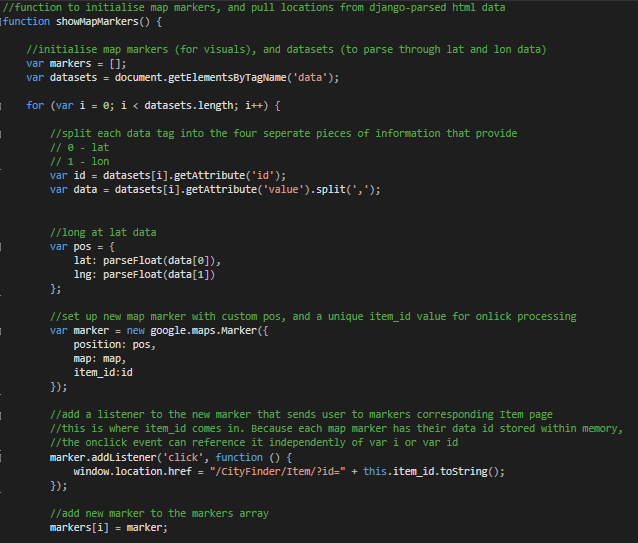 //function to initialise map markers, and pull locations from django-parsed html data
function showMapMarkers() {
//initialise map markers (for visuals), and datasets (to parse through lat and lon data)
var markers = [];
var datasets = document.getElementsByTagName('data');
for (var i = 0; i < datasets.length; i++) {
//split each data tag into the four seperate pieces of information that provide
// 0 - lat
// 1 - lon
var id = datasets[i].getAttribute('id');
var data = datasets[i].getAttribute('value').split(',');
//long at lat data
var pos = {
lat: parseFloat(data[0]),
lng: parseFloat(data[1])
};
//set up new map marker with custom pos, and a unique item_id value for onlick processing
var marker = new google.maps.Marker({
position: pos,
map: map,
item_id:id
});
//add a listener to the new marker that sends user to markers corresponding Item page
//this is where item_id comes in. Because each map marker has their data id stored within memory,
//the onclick event can reference it independently of var i or var id
marker.addListener('click', function () {
window.location.href = "/CityFinder/Item/?id=" + this.item_id.toString();
});
//add new marker to the markers array
markers[i] = marker;